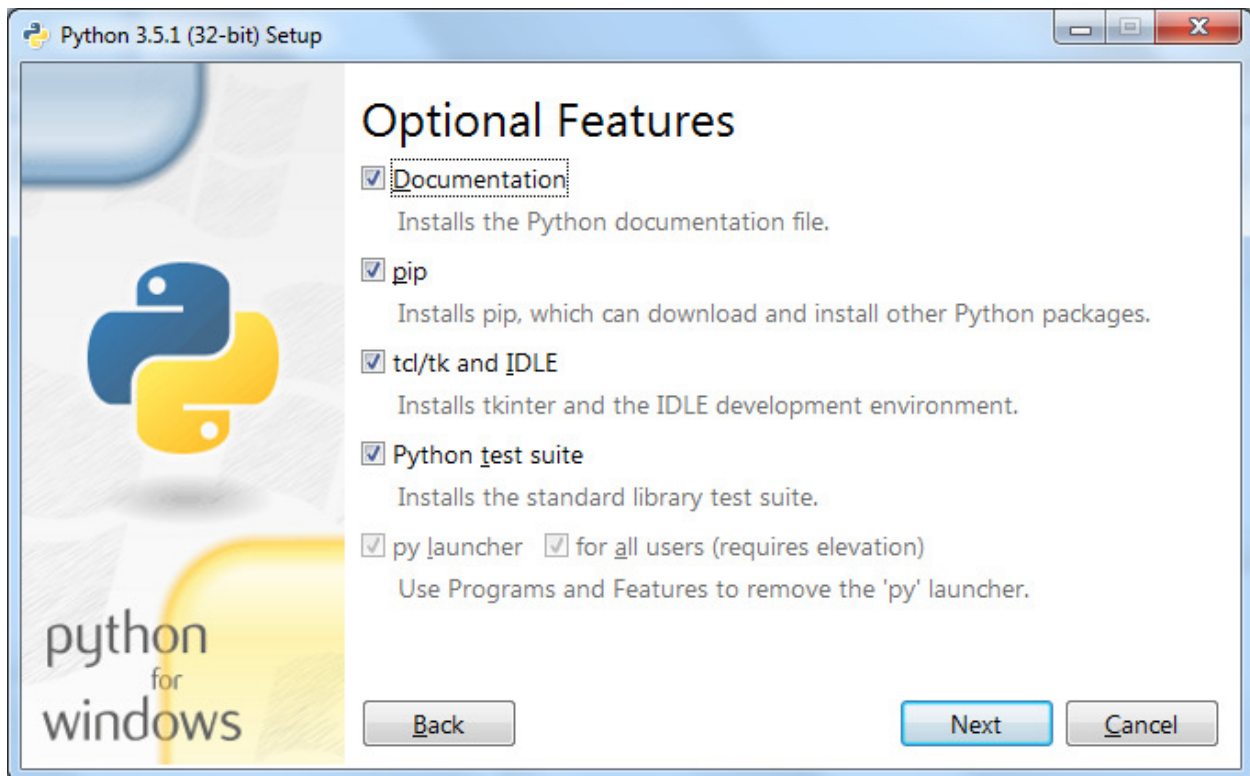 Python 3.5.1 (32-bit) Setup
Optional Features
Documentation
Installs the Python documentation file.
pip
Installs pip, which can download and install other Python packages.
tcl/tk and IDLE
Installs tkinter and the IDLE development environment.
Python test suite
Installs the standard library test suite.
py launcher for all users (requires elevation)
Use Programs and Features to remove the 'py' launcher.
python
for
windows
Back Next Cancel